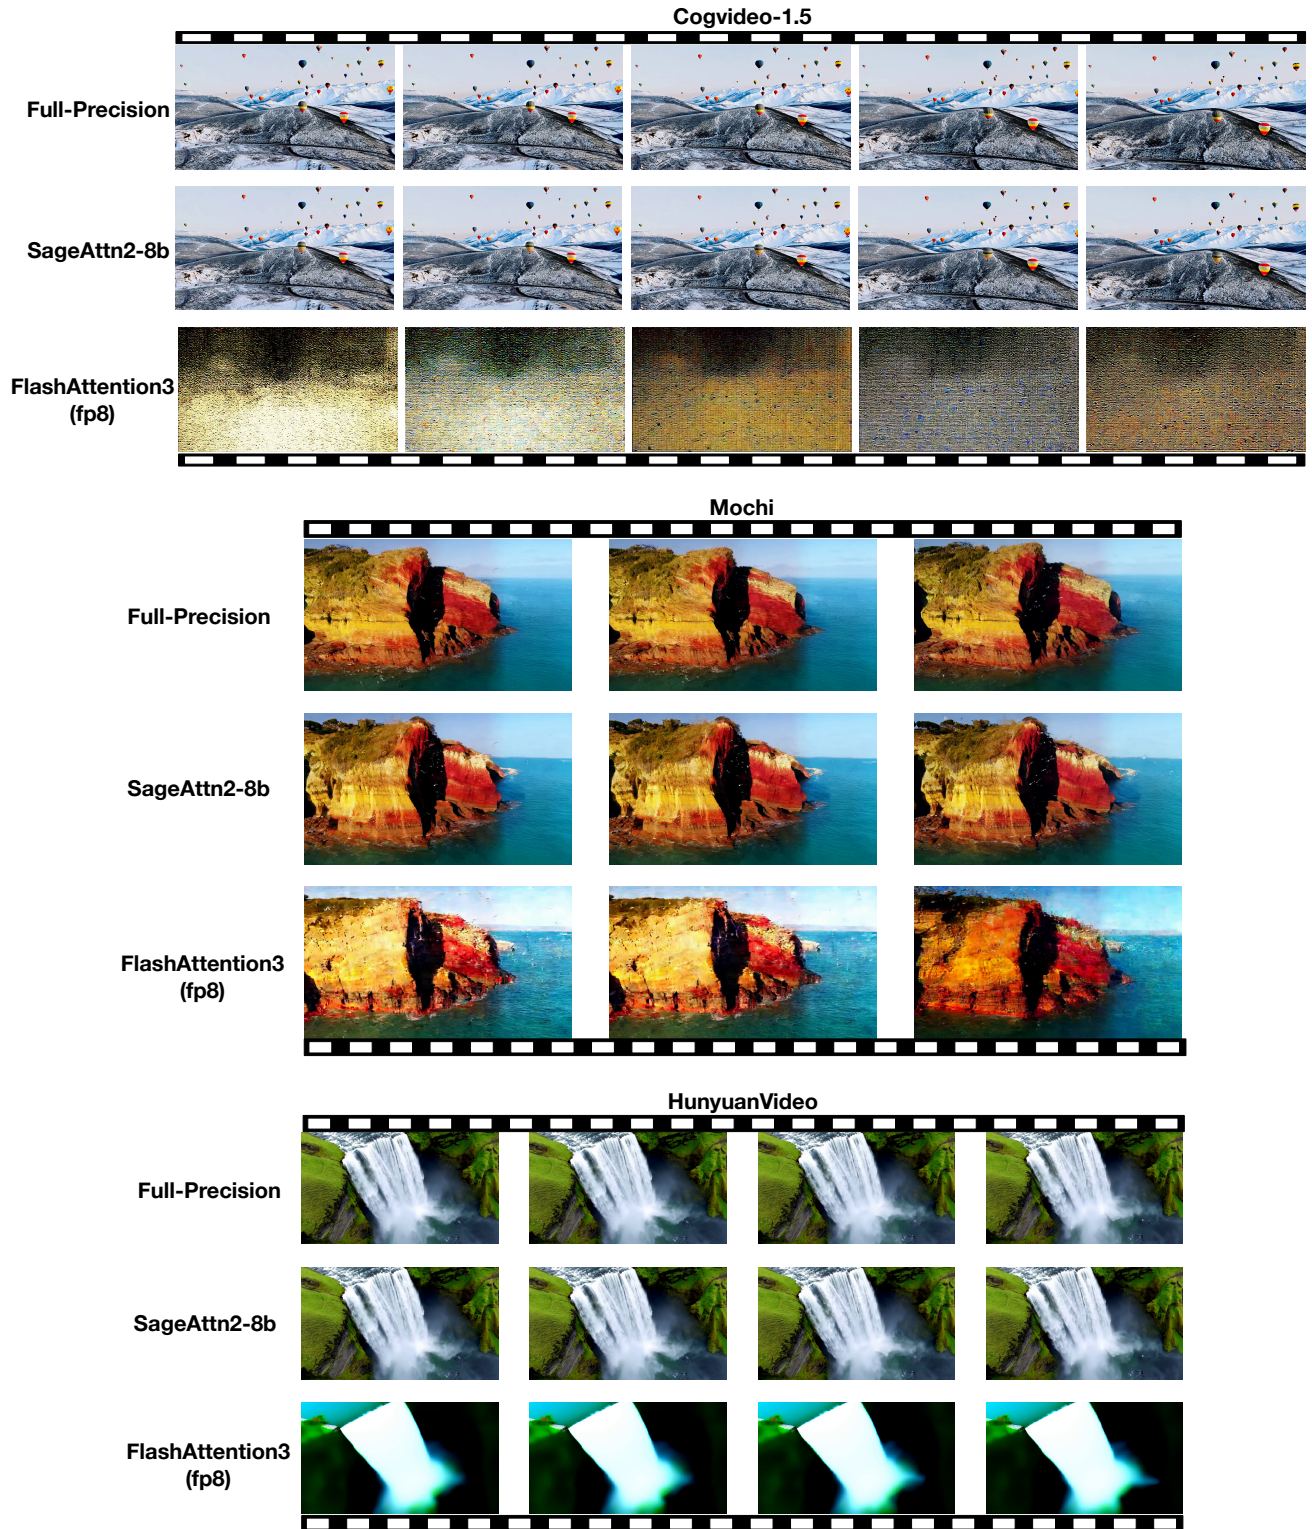 Cogvideo-1.5
Full-Precision
SageAttn2-8b
FlashAttention3
(fp8)
Mochi
Full-Precision
SageAttn2-8b
FlashAttention3
(fp8)
HunyuanVideo
Full-Precision
SageAttn2-8b
FlashAttention3
(fp8)